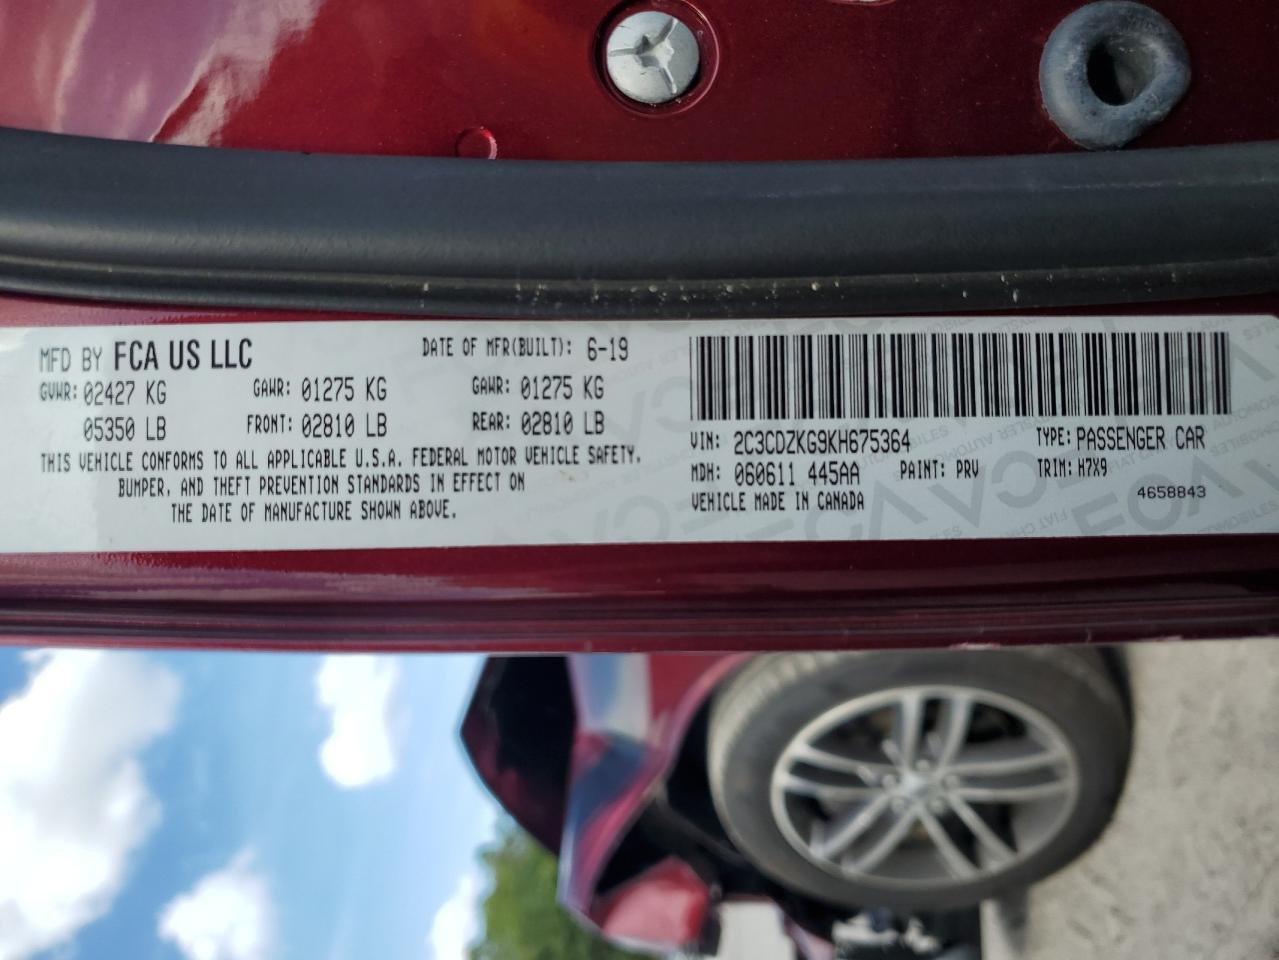 MFD BY FCA US LLC DATE OF MFR(BUILT): 6-19
GVWR: 02427 KG GAWR: 01275 KG GAWR: 01275 KG
05350 LB FRONT: 02810 LB REAR: 02810 LB
THIS VEHICLE CONFORMS TO ALL APPLICABLE U.S.A. FEDERAL MOTOR VEHICLE SAFETY.
BUMPER, AND THEFT PREVENTION STANDARDS IN EFFECT ON
THE DATE OF MANUFACTURE SHOWN ABOVE.
VIN: 2C3CDZKG9KH675364 TYPE: PASSENGER CAR
MDH: 060611 445AA PAINT: PRV TRIM: H7X9
VEHICLE MADE IN CANADA 4658843